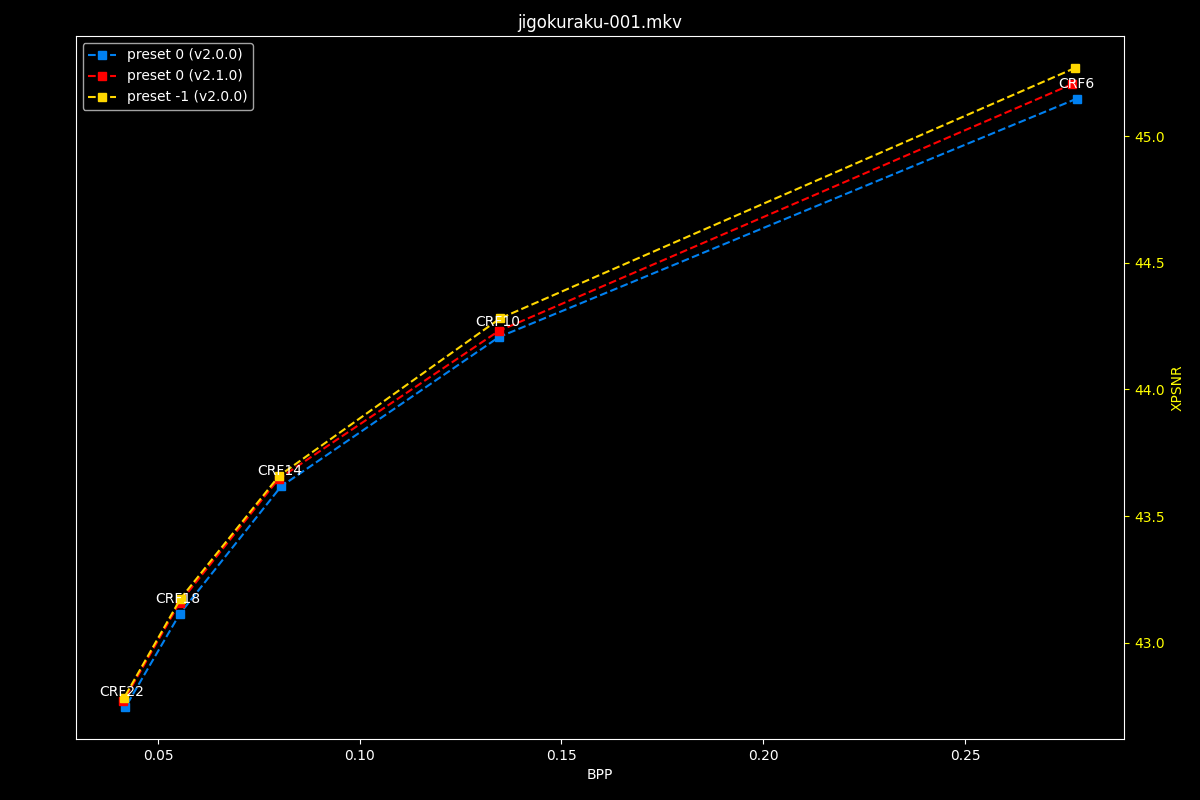 jigokuraku-001.mkv
preset 0 (v2.0.0)
preset 0 (v2.1.0)
preset -1 (v2.0.0)
CRF6
45.0
44.5
CRF10
44.0
XPSNR
CRF14
43.5
CRF18
43.0
CRF22
0.05 0.10 0.15 0.20 0.25
BPP